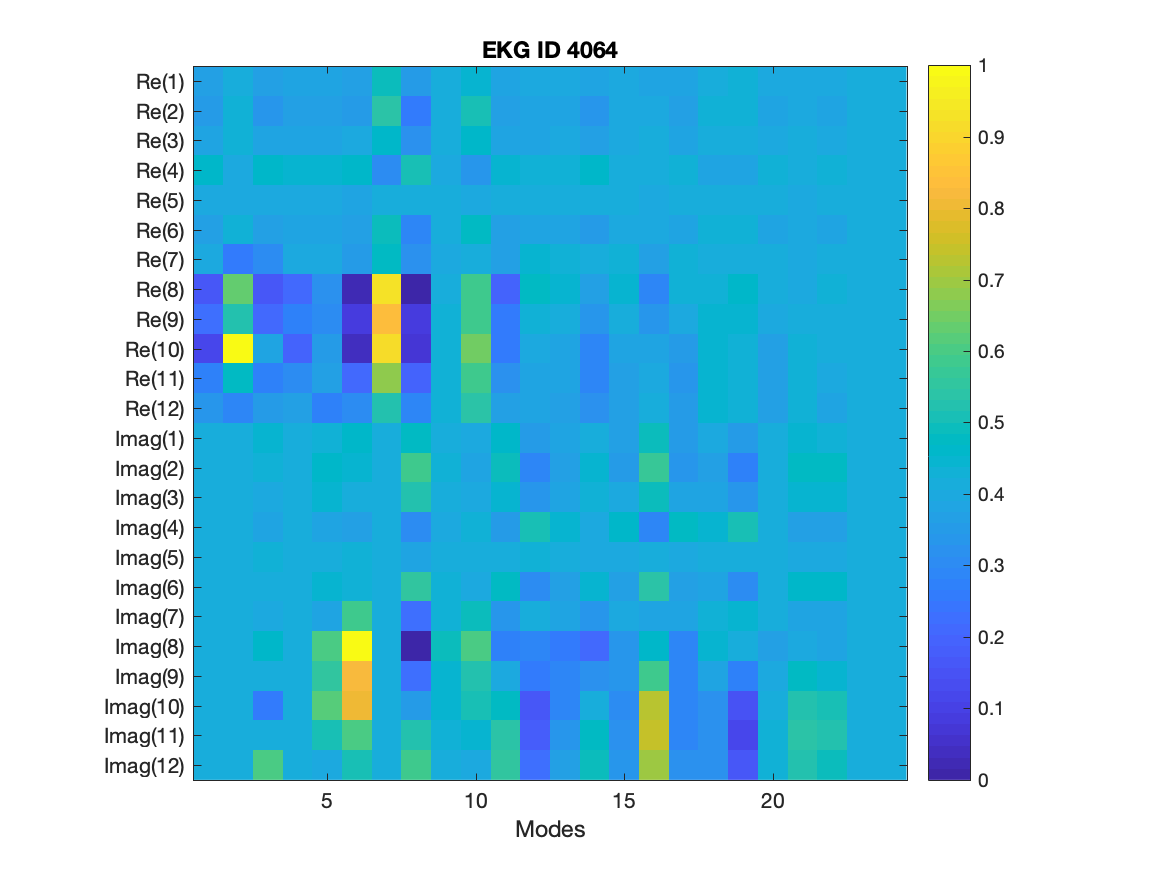 EKG ID 4064
Re(1)
Re(2)
Re(3)
Re(4)
Re(5)
Re(6)
Re(7)
Re(8)
Re(9)
Re(10)
Re(11)
Re(12)
Imag(1)
Imag(2)
Imag(3)
Imag(4)
Imag(5)
Imag(6)
Imag(7)
Imag(8)
Imag(9)
Imag(10)
Imag(11)
Imag(12)
5 10 15 20
Modes
1
0.9
0.8
0.7
0.6
0.5
0.4
0.3
0.2
0.1
0